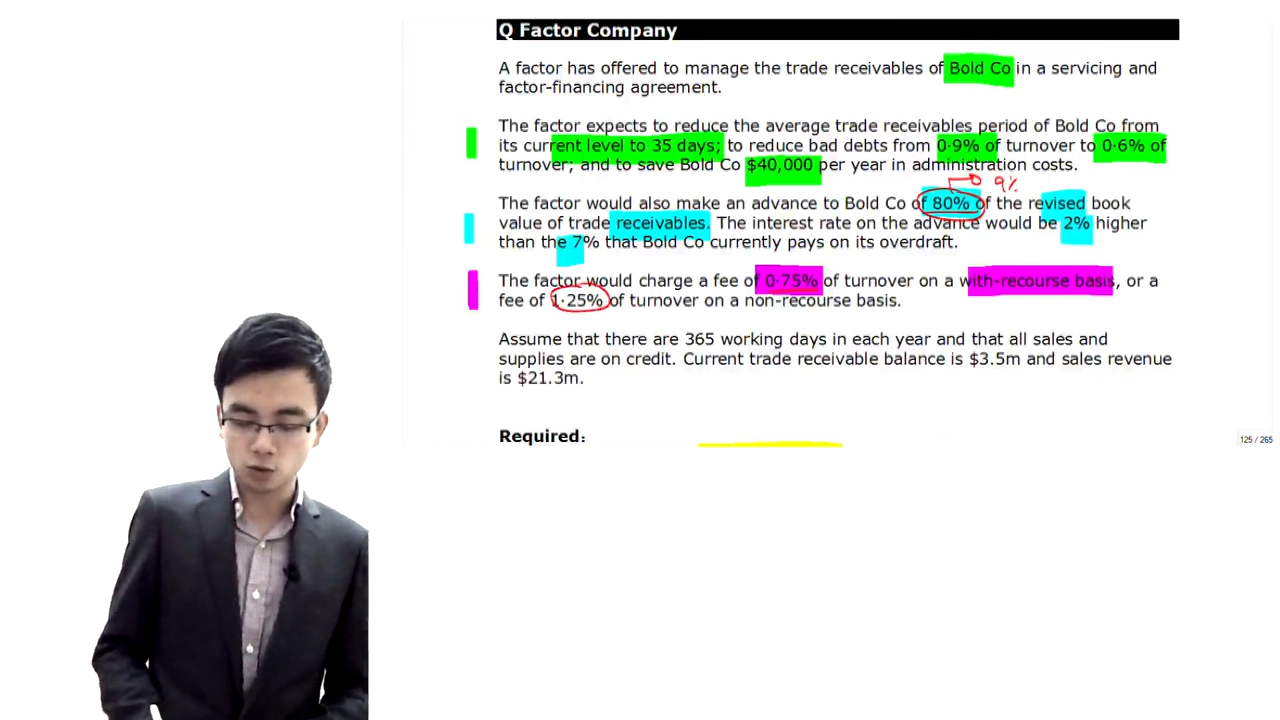 Q Factor Company
A factor has offered to manage the trade receivables of Bold Co in a servicing and
factor-financing agreement.
The factor expects to reduce the average trade receivables period of Bold Co from
its current level to 35 days; to reduce bad debts from 0·9% of turnover to 0·6% of
turnover; and to save Bold Co $40,000 per year in administration costs.
9%
The factor would also make an advance to Bold Co of 80% of the revised book
value of trade receivables. The interest rate on the advance would be 2% higher
than the 7% that Bold Co currently pays on its overdraft.
The factor would charge a fee of 0·75% of turnover on a with-recourse basis, or a
fee of 1·25% of turnover on a non-recourse basis.
Assume that there are 365 working days in each year and that all sales and
supplies are on credit. Current trade receivable balance is $3.5m and sales revenue
is $21.3m.
Required:
125 / 265